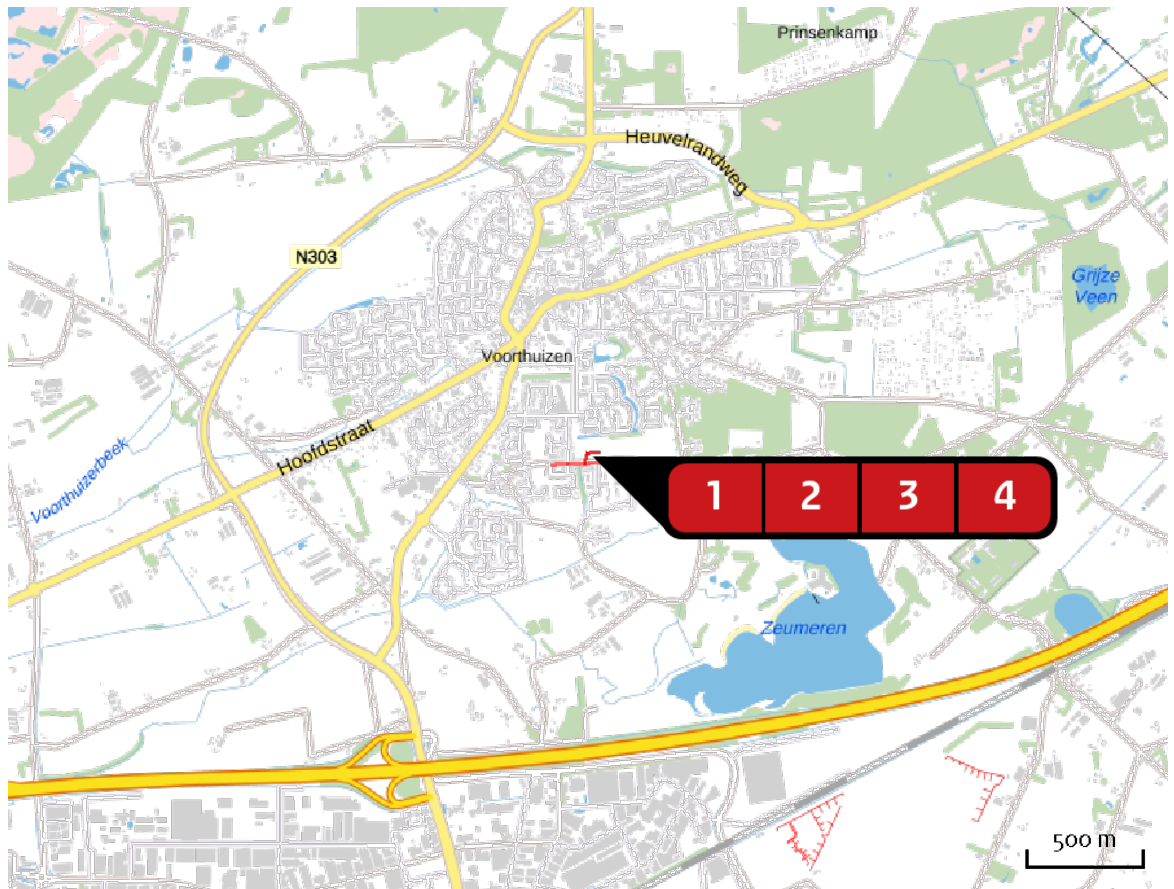 Prinsenkamp
Heuvelrandweg
N303
Grijze
Veen
Voorthuizen
Hoofdstraat
Voorthuizerbeek
1 2 3 4
Zeumeren
500 m